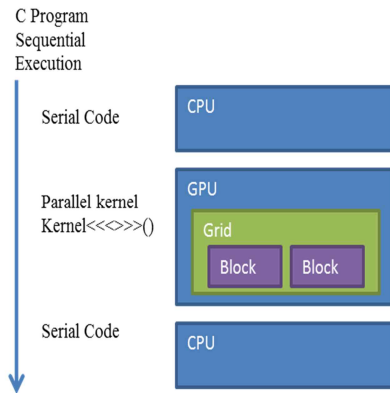 C Program
Sequential
Execution
Serial Code
CPU
Parallel kernel
Kernel<<<>>>()
GPU
Grid
Block
Block
Serial Code
CPU